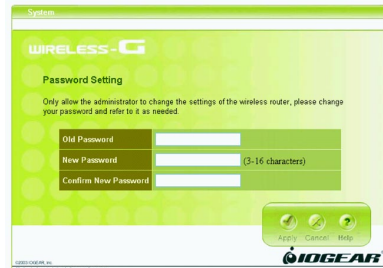 System
WIRELESS-G
Password Setting
Only allow the administrator to change the settings of the wireless router, please change
your password and refer to it as needed.
Old Password
New Password (3-16 characters)
Confirm New Password
Apply Cancel Help
IOGEAR